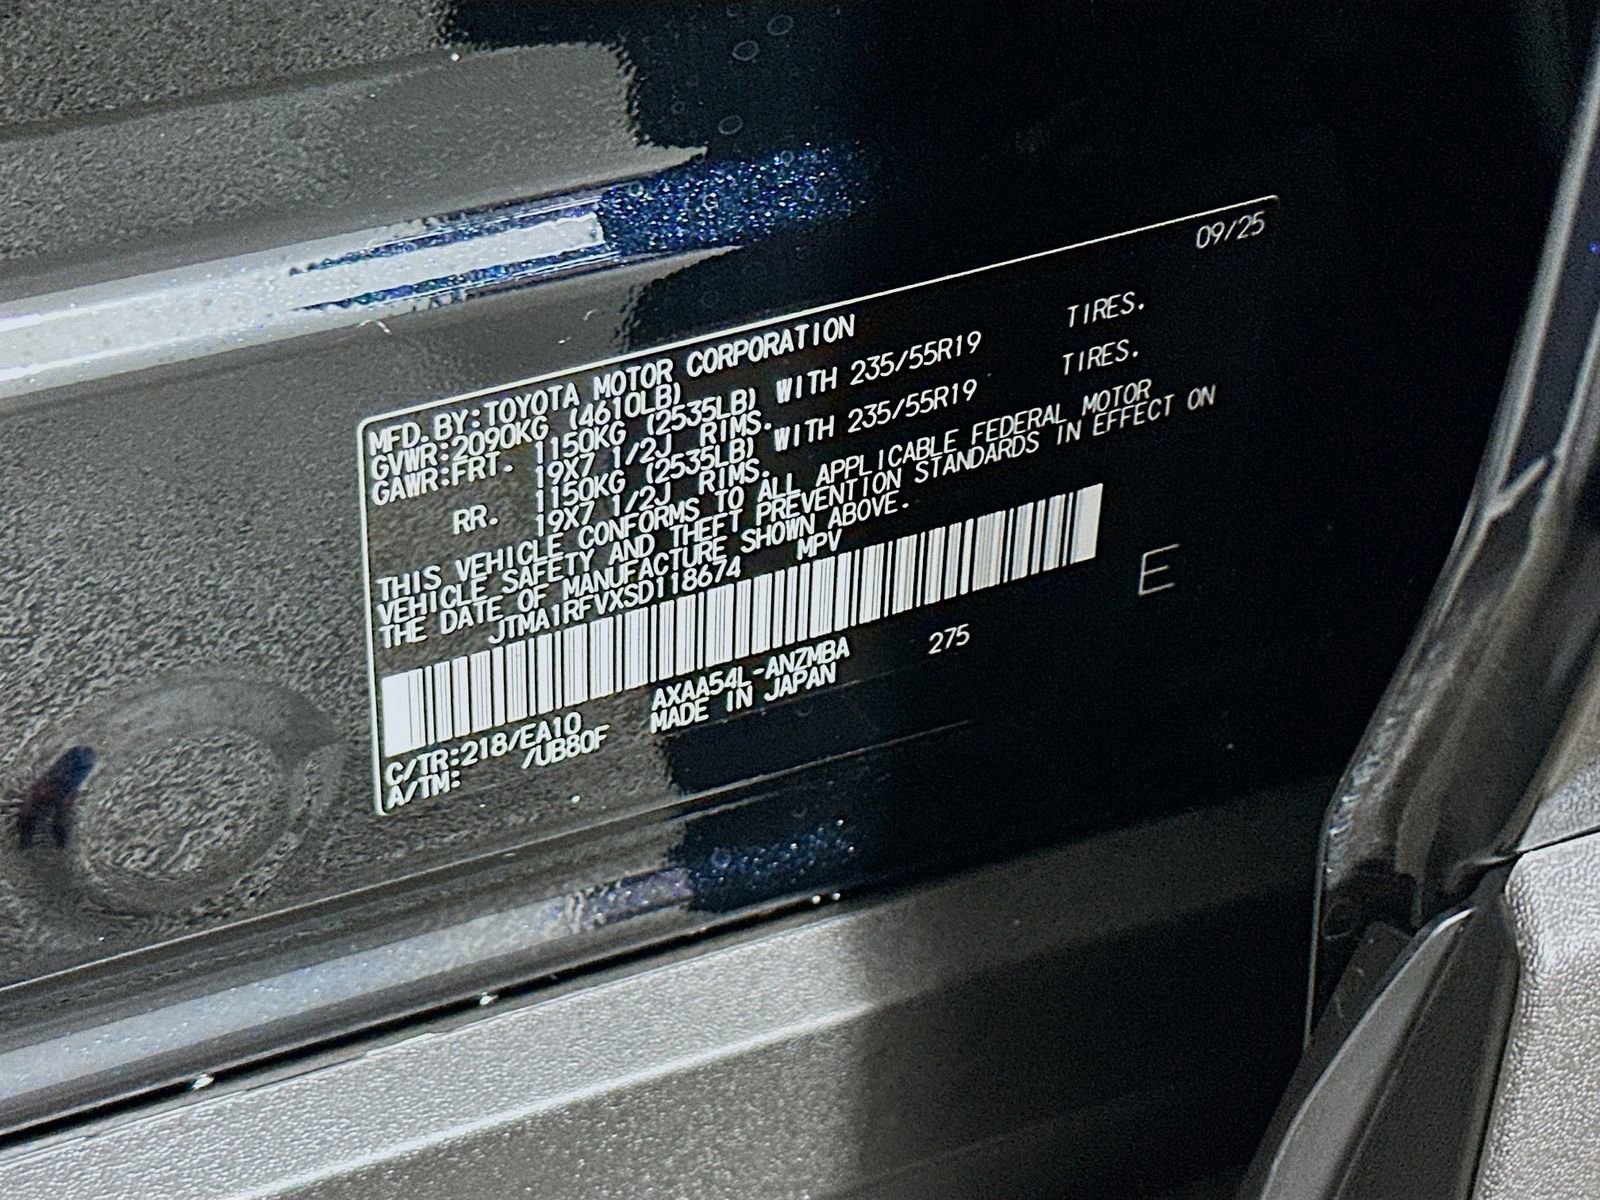 09/25
MFD. BY: TOYOTA MOTOR CORPORATION
GVWR: 2090KG (4610LB)
GAWR: FRT. 1150KG (2535LB) WITH 235/55R19 TIRES.
19X7 1/2J RIMS.
RR. 1150KG (2535LB) WITH 235/55R19 TIRES.
19X7 1/2J RIMS.
THIS VEHICLE CONFORMS TO ALL APPLICABLE FEDERAL MOTOR
VEHICLE SAFETY AND THEFT PREVENTION STANDARDS IN EFFECT ON
THE DATE OF MANUFACTURE SHOWN ABOVE.
JTMA1RFVXSD118674 MPV
E
C/TR: 218/EA10 AXAA54L-ANZMBA 275
A/TM: /UB80F MADE IN JAPAN